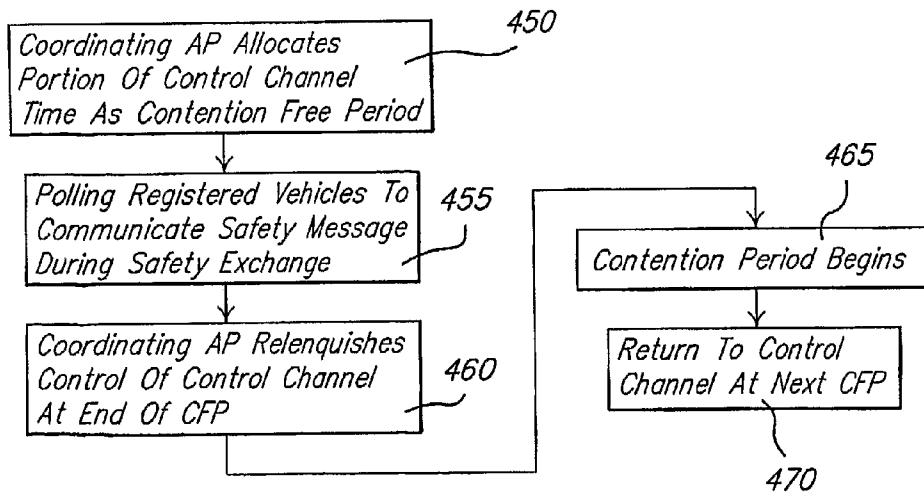 450
Coordinating AP Allocates
Portion Of Control Channel
Time As Contention Free Period
455
Polling Registered Vehicles To
Communicate Safety Message
During Safety Exchange
460
Coordinating AP Relenquishes
Control Of Control Channel
At End Of CFP
465
Contention Period Begins
Return To Control
Channel At Next CFP
470